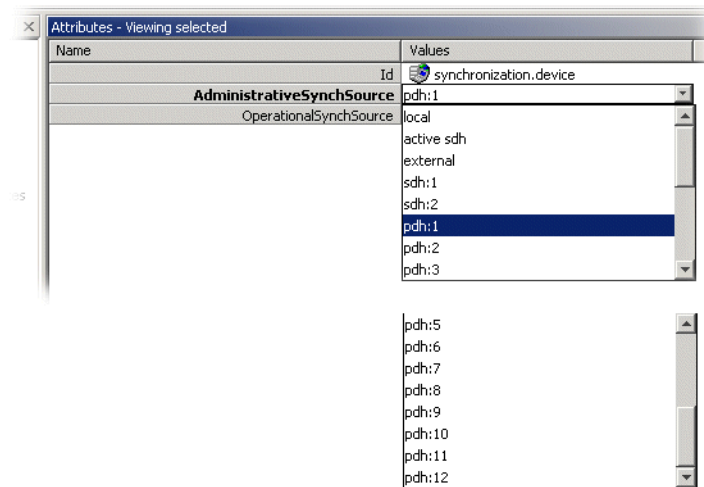 Attributes - Viewing selected
Name Values
Id synchronization.device
AdministrativeSynchSource pdh:1
OperationalSynchSource local
active sdh
external
sdh:1
sdh:2
pdh:1
pdh:2
pdh:3
pdh:5
pdh:6
pdh:7
pdh:8
pdh:9
pdh:10
pdh:11
pdh:12